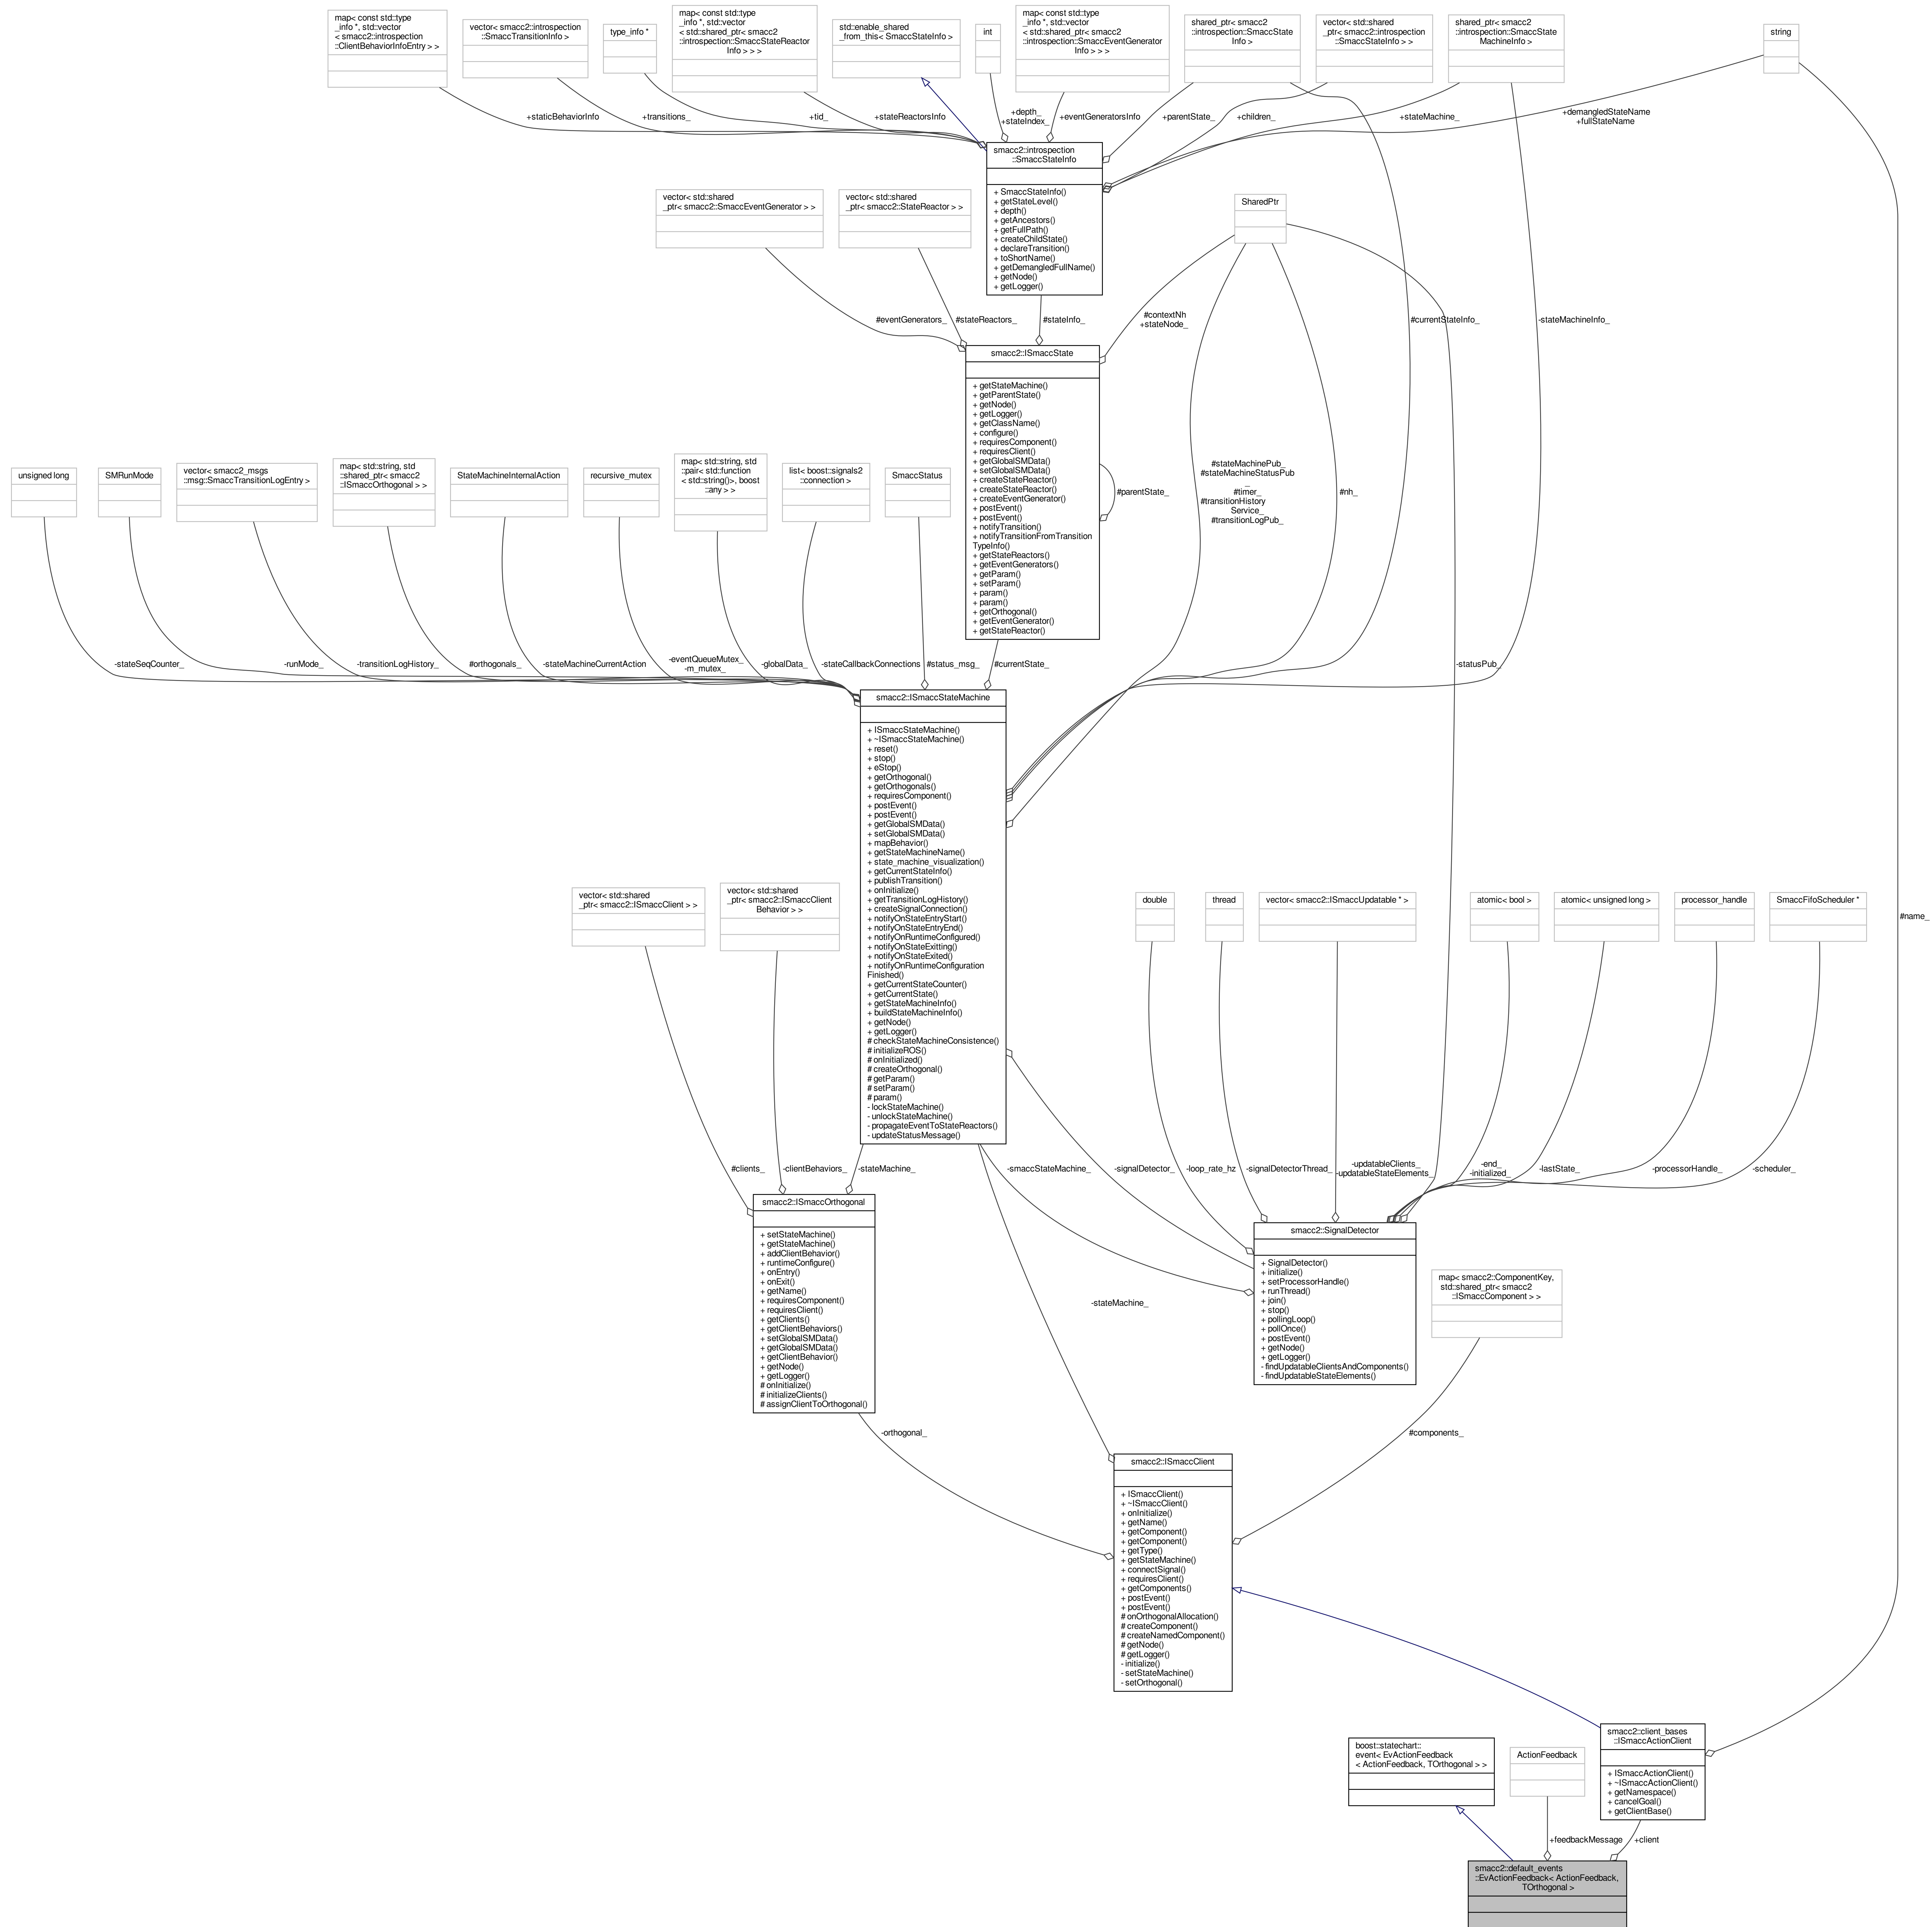 map< const std::type
_info *, std::vector
< smacc2::introspection
::ClientBehaviorInfoEntry > >
vector< smacc2::introspection
::SmaccTransitionInfo >
type_info *
map< const std::type
_info *, std::vector
< std::shared_ptr< smacc2
::introspection::SmaccStateReactor
Info > > >
std::enable_shared
_from_this< SmaccStateInfo >
int
map< const std::type
_info *, std::vector
< std::shared_ptr< smacc2
::introspection::SmaccEventGenerator
Info > > >
shared_ptr< smacc2
::introspection::SmaccState
Info >
vector< std::shared
_ptr< smacc2::introspection
::SmaccStateInfo > >
shared_ptr< smacc2
::introspection::SmaccState
MachineInfo >
string
+staticBehaviorInfo
+transitions_
+tid_
+stateReactorsInfo
+depth_
+stateIndex_
+eventGeneratorsInfo
+parentState_
+children_
+stateMachine_
+demangledStateName
+fullStateName
smacc2::introspection
::SmaccStateInfo
+ SmaccStateInfo()
+ getStateLevel()
+ depth()
+ getAncestors()
+ getFullPath()
+ createChildState()
+ declareTransition()
+ toShortName()
+ getDemangledFullName()
+ getNode()
+ getLogger()
vector< std::shared
_ptr< smacc2::SmaccEventGenerator > >
vector< std::shared
_ptr< smacc2::StateReactor > >
SharedPtr
#eventGenerators_
#stateReactors_
#stateInfo_
#contextNh
+stateNode_
#currentStateInfo_
-stateMachineInfo_
smacc2::ISmaccState
+ getStateMachine()
+ getParentState()
+ getNode()
+ getLogger()
+ getClassName()
+ configure()
+ requiresComponent()
+ requiresClient()
+ getGlobalSMData()
+ setGlobalSMData()
+ createStateReactor()
+ createStateReactor()
+ createEventGenerator()
+ postEvent()
+ postEvent()
+ notifyTransition()
+ notifyTransitionFromTransition
TypeInfo()
+ getStateReactors()
+ getEventGenerators()
+ getParam()
+ setParam()
+ param()
+ param()
+ getOrthogonal()
+ getEventGenerator()
+ getStateReactor()
#parentState_
#stateMachinePub_
#stateMachineStatusPub
_
#timer_
#transitionHistory
Service_
#transitionLogPub_
#nh_
unsigned long
SMRunMode
vector< smacc2_msgs
::msg::SmaccTransitionLogEntry >
map< std::string, std
::shared_ptr< smacc2
::ISmaccOrthogonal > >
StateMachineInternalAction
recursive_mutex
map< std::string, std
::pair< std::function
< std::string()>, boost
::any > >
list< boost::signals2
::connection >
SmaccStatus
-stateSeqCounter_
-runMode_
-transitionLogHistory_
#orthogonals_
-stateMachineCurrentAction
-eventQueueMutex_
-m_mutex_
-globalData_
-stateCallbackConnections
#status_msg_
#currentState_
-statusPub_
smacc2::ISmaccStateMachine
+ ISmaccStateMachine()
+ ~ISmaccStateMachine()
+ reset()
+ stop()
+ eStop()
+ getOrthogonal()
+ getOrthogonals()
+ requiresComponent()
+ postEvent()
+ postEvent()
+ getGlobalSMData()
+ setGlobalSMData()
+ mapBehavior()
+ getStateMachineName()
+ state_machine_visualization()
+ getCurrentStateInfo()
+ publishTransition()
+ onInitialize()
+ getTransitionLogHistory()
+ createSignalConnection()
+ notifyOnStateEntryStart()
+ notifyOnStateEntryEnd()
+ notifyOnRuntimeConfigured()
+ notifyOnStateExitting()
+ notifyOnStateExited()
+ notifyOnRuntimeConfiguration
Finished()
+ getCurrentStateCounter()
+ getCurrentState()
+ getStateMachineInfo()
+ buildStateMachineInfo()
+ getNode()
+ getLogger()
# checkStateMachineConsistence()
# initializeROS()
# onInitialized()
# createOrthogonal()
# getParam()
# setParam()
# param()
- lockStateMachine()
- unlockStateMachine()
- propagateEventToStateReactors()
- updateStatusMessage()
vector< std::shared
_ptr< smacc2::ISmaccClient > >
vector< std::shared
_ptr< smacc2::ISmaccClient
Behavior > >
double
thread
vector< smacc2::ISmaccUpdatable * >
atomic< bool >
atomic< unsigned long >
processor_handle
SmaccFifoScheduler *
#name_
#clients_
-clientBehaviors_
-stateMachine_
-smaccStateMachine_
-signalDetector_
-loop_rate_hz
-signalDetectorThread_
-updatableClients_
-updatableStateElements_
-end_
-initialized_
-lastState_
-processorHandle_
-scheduler_
smacc2::ISmaccOrthogonal
+ setStateMachine()
+ getStateMachine()
+ addClientBehavior()
+ runtimeConfigure()
+ onEntry()
+ onExit()
+ getName()
+ requiresComponent()
+ requiresClient()
+ getClients()
+ getClientBehaviors()
+ setGlobalSMData()
+ getGlobalSMData()
+ getClientBehavior()
+ getNode()
+ getLogger()
# onInitialize()
# initializeClients()
# assignClientToOrthogonal()
smacc2::SignalDetector
+ SignalDetector()
+ initialize()
+ setProcessorHandle()
+ runThread()
+ join()
+ stop()
+ pollingLoop()
+ pollOnce()
+ postEvent()
+ getNode()
+ getLogger()
- findUpdatableClientsAndComponents()
- findUpdatableStateElements()
map< smacc2::ComponentKey,
std::shared_ptr< smacc2
::ISmaccComponent > >
-stateMachine_
-orthogonal_
#components_
smacc2::ISmaccClient
+ ISmaccClient()
+ ~ISmaccClient()
+ onInitialize()
+ getName()
+ getComponent()
+ getComponent()
+ getType()
+ getStateMachine()
+ connectSignal()
+ requiresClient()
+ getComponents()
+ postEvent()
+ postEvent()
# onOrthogonalAllocation()
# createComponent()
# createNamedComponent()
# getNode()
# getLogger()
- initialize()
- setStateMachine()
- setOrthogonal()
smacc2::client_bases
::ISmaccActionClient
+ ISmaccActionClient()
+ ~ISmaccActionClient()
+ getNamespace()
+ cancelGoal()
+ getClientBase()
boost::statechart::
event< EvActionFeedback
< ActionFeedback, TOrthogonal > >
ActionFeedback
+feedbackMessage
+client
smacc2::default_events
::EvActionFeedback< ActionFeedback,
TOrthogonal >